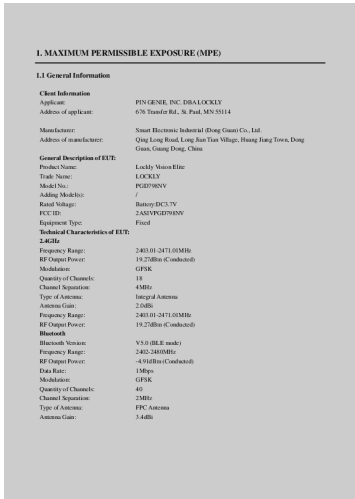 1. MAXIMUM PERMISSIBLE EXPOSURE (MPE)
1.1 General Information
Client Information
Applicant: PIN GENIE, INC. DBA LOCKLY
Address of applicant: 676 Transfer Rd., St. Paul, MN 55114
Manufacturer: Smart Electronic Industrial (Dong Guan) Co., Ltd.
Address of manufacturer: Qing Long Road, Long Jian Tian Village, Huang Jiang Town, Dong
Guan, Guang Dong, China
General Description of EUT:
Product Name: Lockly Vision Elite
Trade Name: LOCKLY
Model No.: PGD798NV
Adding Model(s): /
Rated Voltage: Battery:DC3.7V
FCC ID: 2ASIVPGD798NV
Equipment Type: Fixed
Technical Characteristics of EUT:
2.4GHz
Frequency Range: 2403.01-2471.01MHz
RF Output Power: 19.27dBm (Conducted)
Modulation: GFSK
Quantity of Channels: 18
Channel Separation: 4MHz
Type of Antenna: Integral Antenna
Antenna Gain: 2.0dBi
Frequency Range: 2403.01-2471.01MHz
RF Output Power: 19.27dBm (Conducted)
Bluetooth
Bluetooth Version: V5.0 (BLE mode)
Frequency Range: 2402-2480MHz
RF Output Power: -4.91dBm (Conducted)
Data Rate: 1Mbps
Modulation: GFSK
Quantity of Channels: 40
Channel Separation: 2MHz
Type of Antenna: FPC Antenna
Antenna Gain: 3.4dBi